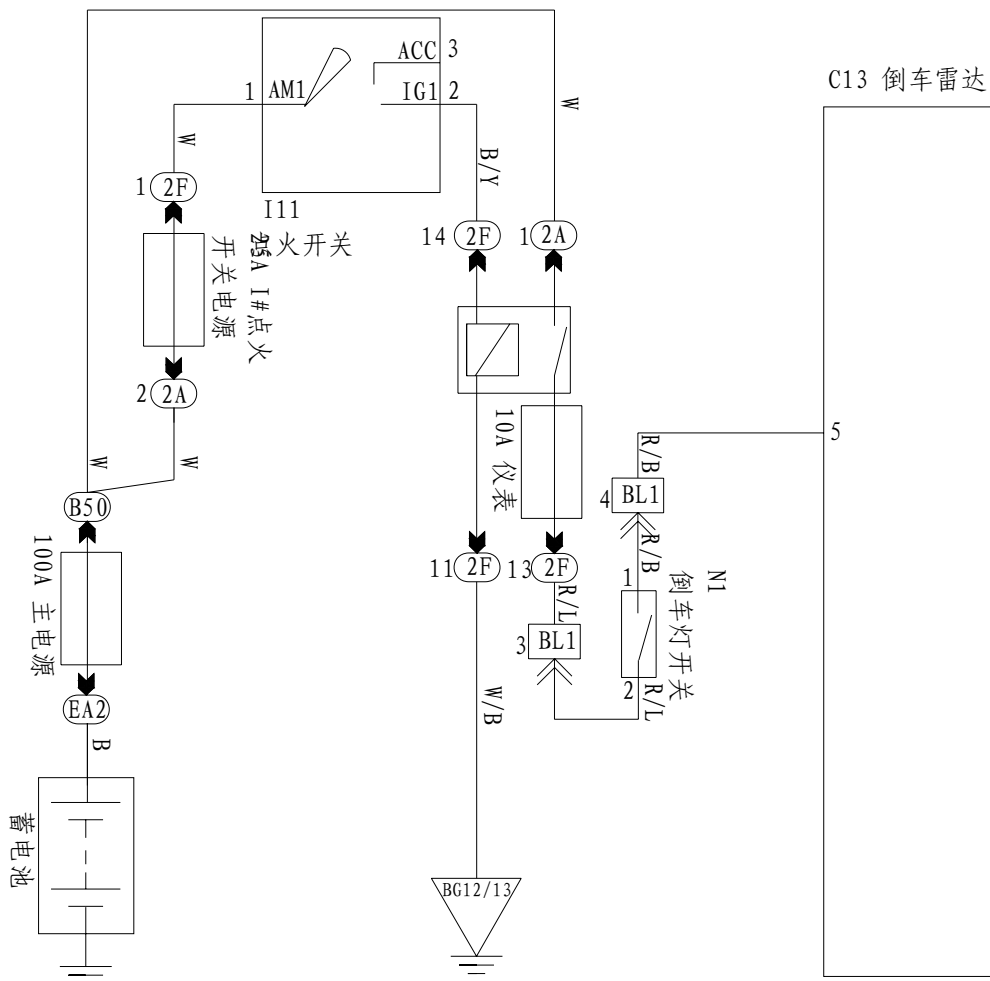 C13 倒车雷达
ACC 3
1 AM1
IG1 2
W
W
B/Y
1 2F
I11
点火开关
14 2F
1 2A
25A I#点火
开关电源
2 2A
10A 仪表
5
R/B
W
W
4 BL1
B50
R/B
100A 主电源
11 2F
13 2F
R/L
1
N1
倒车灯开关
3 BL1
2
R/L
W/B
EA2
B
蓄电池
BG12/13